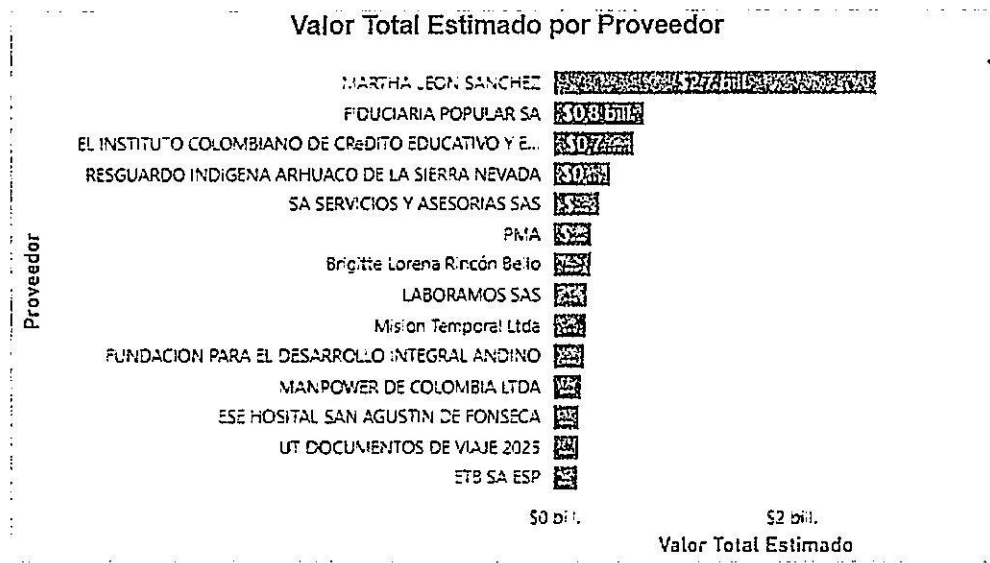 Valor Total Estimado por Proveedor
MARTHA LEON SANCHEZ $2,7 bill.
FIDUCIARIA POPULAR SA $0,8 bill.
EL INSTITUTO COLOMBIANO DE CRéDITO EDUCATIVO Y E... $0,7
RESGUARDO INDíGENA ARHUACO DE LA SIERRA NEVADA
SA SERVICIOS Y ASESORIAS SAS
PMA
Brigitte Lorena Rincón Bello
LABORAMOS SAS
Mision Temporal Ltda
FUNDACION PARA EL DESARROLLO INTEGRAL ANDINO
MANPOWER DE COLOMBIA LTDA
ESE HOSITAL SAN AGUSTIN DE FONSECA
UT DOCUMENTOS DE VIAJE 2025
ETB SA ESP
Proveedor
$0 bill. $2 bill.
Valor Total Estimado